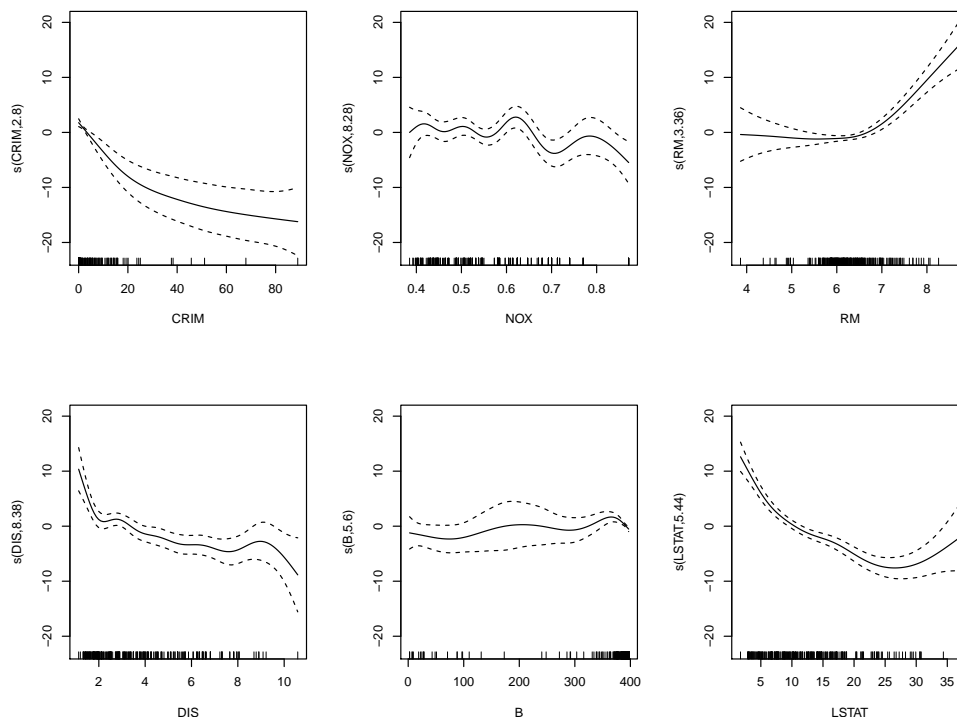 20
10
0
-10
-20
s(CRIM,2.8)
0 20 40 60 80
CRIM
20
10
0
-10
-20
s(NOX,8.28)
0.4 0.5 0.6 0.7 0.8
NOX
20
10
0
-10
-20
s(RM,3.36)
4 5 6 7 8
RM
20
10
0
-10
-20
s(DIS,8.38)
2 4 6 8 10
DIS
20
10
0
-10
-20
s(B,5.6)
0 100 200 300 400
B
20
10
0
-10
-20
s(LSTAT,5.44)
5 10 15 20 25 30 35
LSTAT